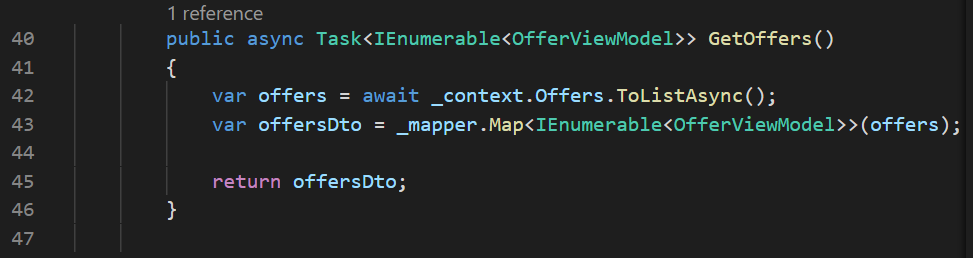 1 reference
40 public async Task<IEnumerable<OfferViewModel>> GetOffers()
41 {
42 var offers = await _context.Offers.ToListAsync();
43 var offersDto = _mapper.Map<IEnumerable<OfferViewModel>>(offers);
44
45 return offersDto;
46 }
47